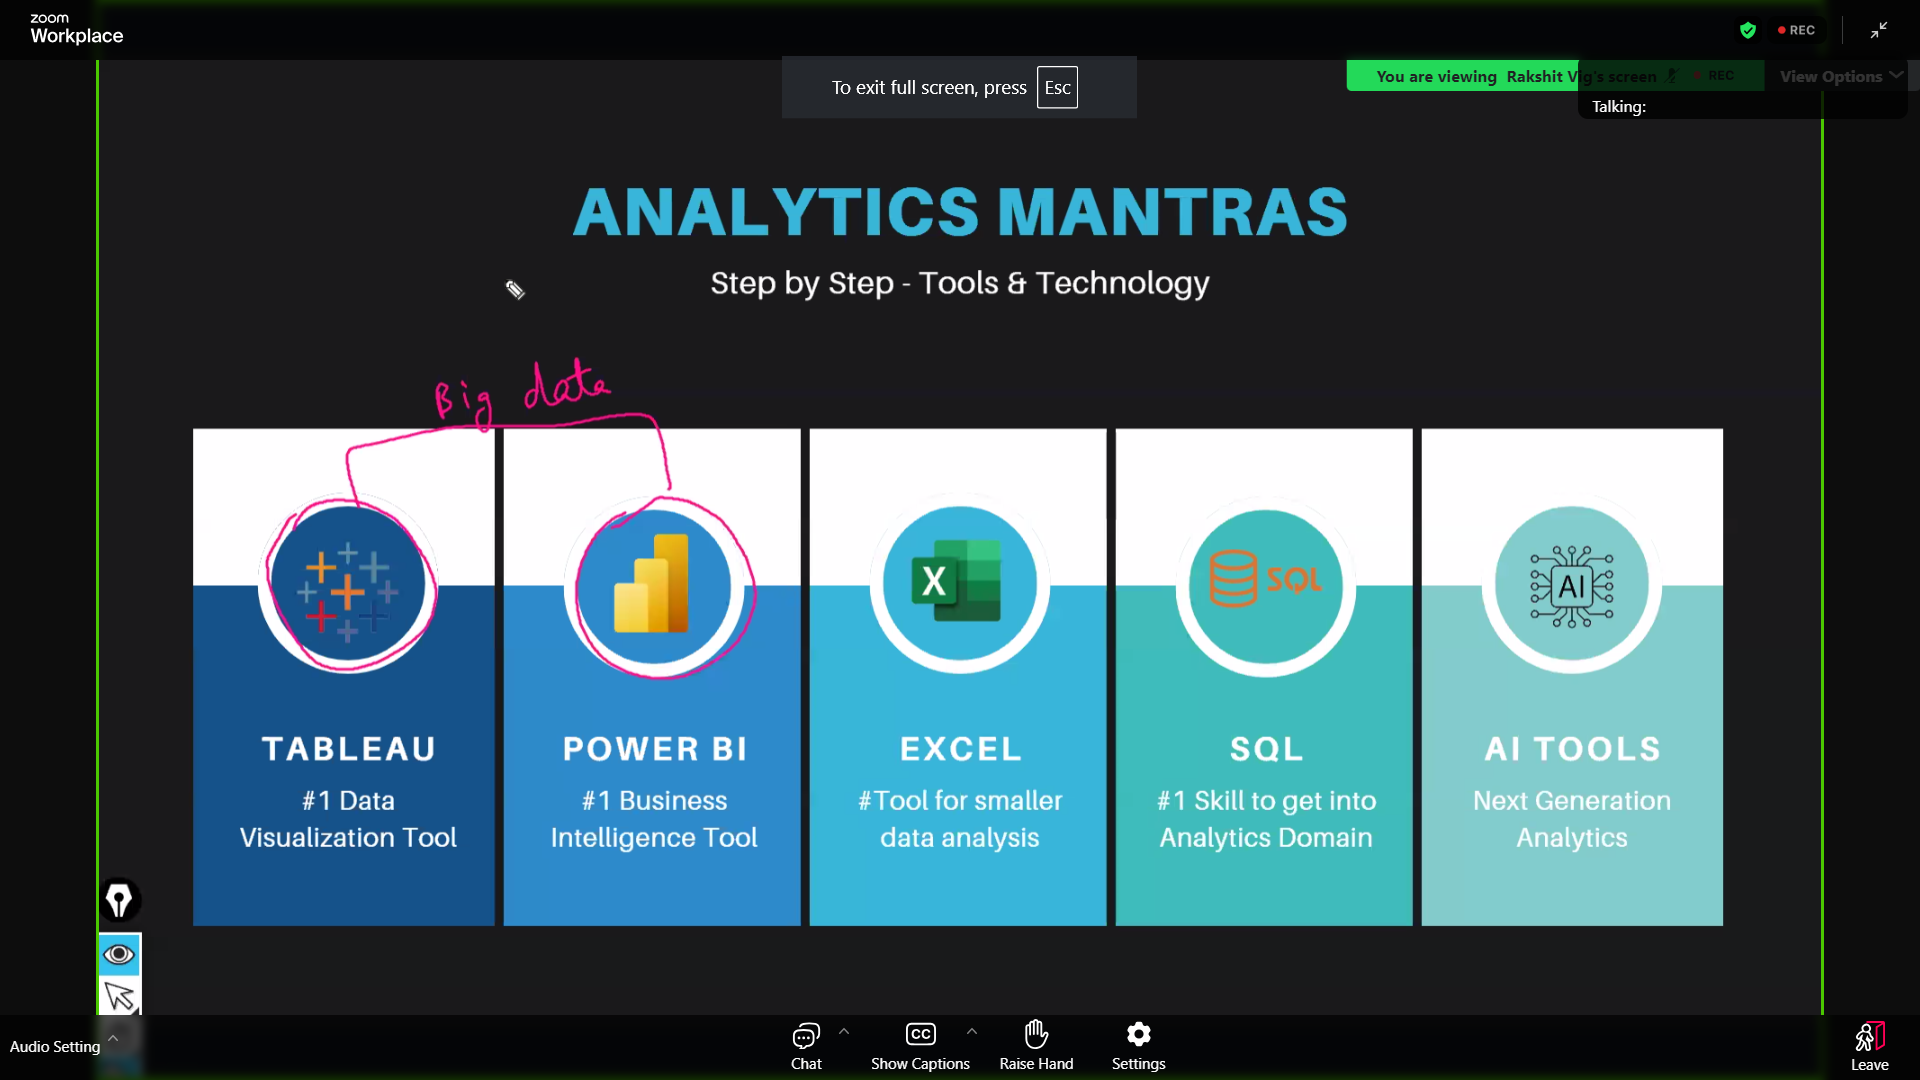 zoom
Workplace
REC
To exit full screen, press Esc
You are viewing Rakshit Vig's screen
REC
View Options
Talking:
ANALYTICS MANTRAS
Step by Step - Tools & Technology
Big data
X
SQL
AI
TABLEAU
#1 Data
Visualization Tool
POWER BI
#1 Business
Intelligence Tool
EXCEL
#Tool for smaller
data analysis
SQL
#1 Skill to get into
Analytics Domain
AI TOOLS
Next Generation
Analytics
Audio Setting
Chat
CC
Show Captions
Raise Hand
Settings
Leave